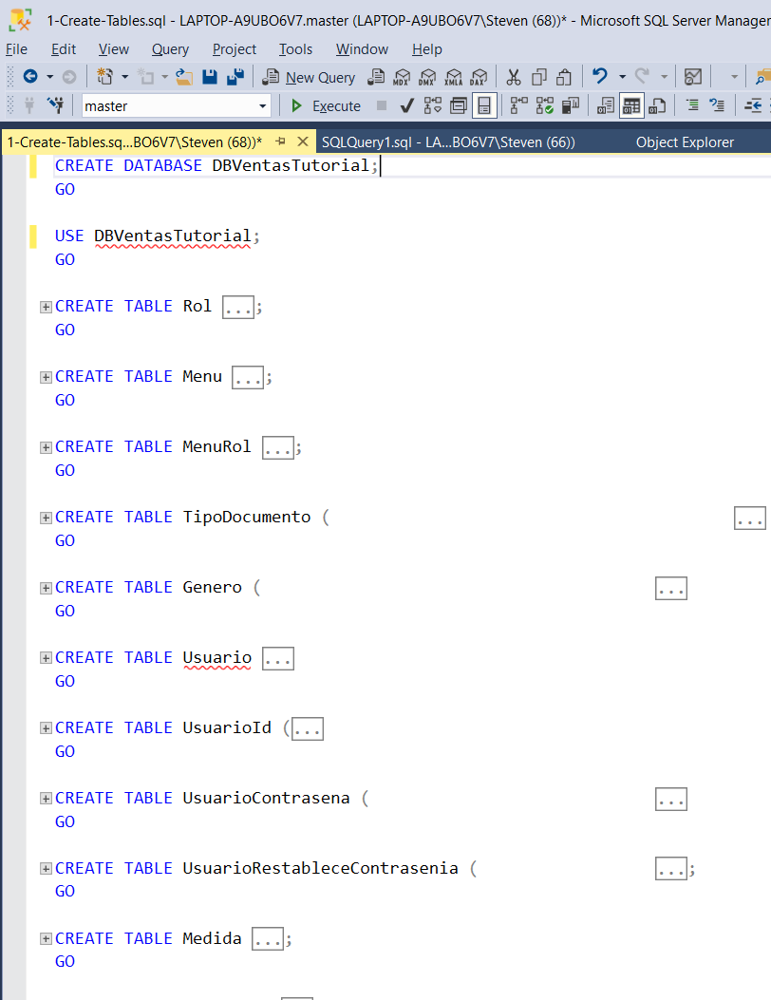 1-Create-Tables.sql - LAPTOP-A9UBO6V7.master (LAPTOP-A9UBO6V7\Steven (68))* - Microsoft SQL Server Manager
File Edit View Query Project Tools Window Help
New Query MDX DMX XMLA DAX
master Execute
1-Create-Tables.sq...BO6V7\Steven (68))* SQLQuery1.sql - LA...BO6V7\Steven (66)) Object Explorer
CREATE DATABASE DBVentasTutorial;
GO
USE DBVentasTutorial;
GO
CREATE TABLE Rol ...;
GO
CREATE TABLE Menu ...;
GO
CREATE TABLE MenuRol ...;
GO
CREATE TABLE TipoDocumento ( ...
GO
CREATE TABLE Genero ( ...
GO
CREATE TABLE Usuario ...
GO
CREATE TABLE UsuarioId (...
GO
CREATE TABLE UsuarioContrasena ( ...
GO
CREATE TABLE UsuarioRestableceContrasenia ( ...;
GO
CREATE TABLE Medida ...;
GO